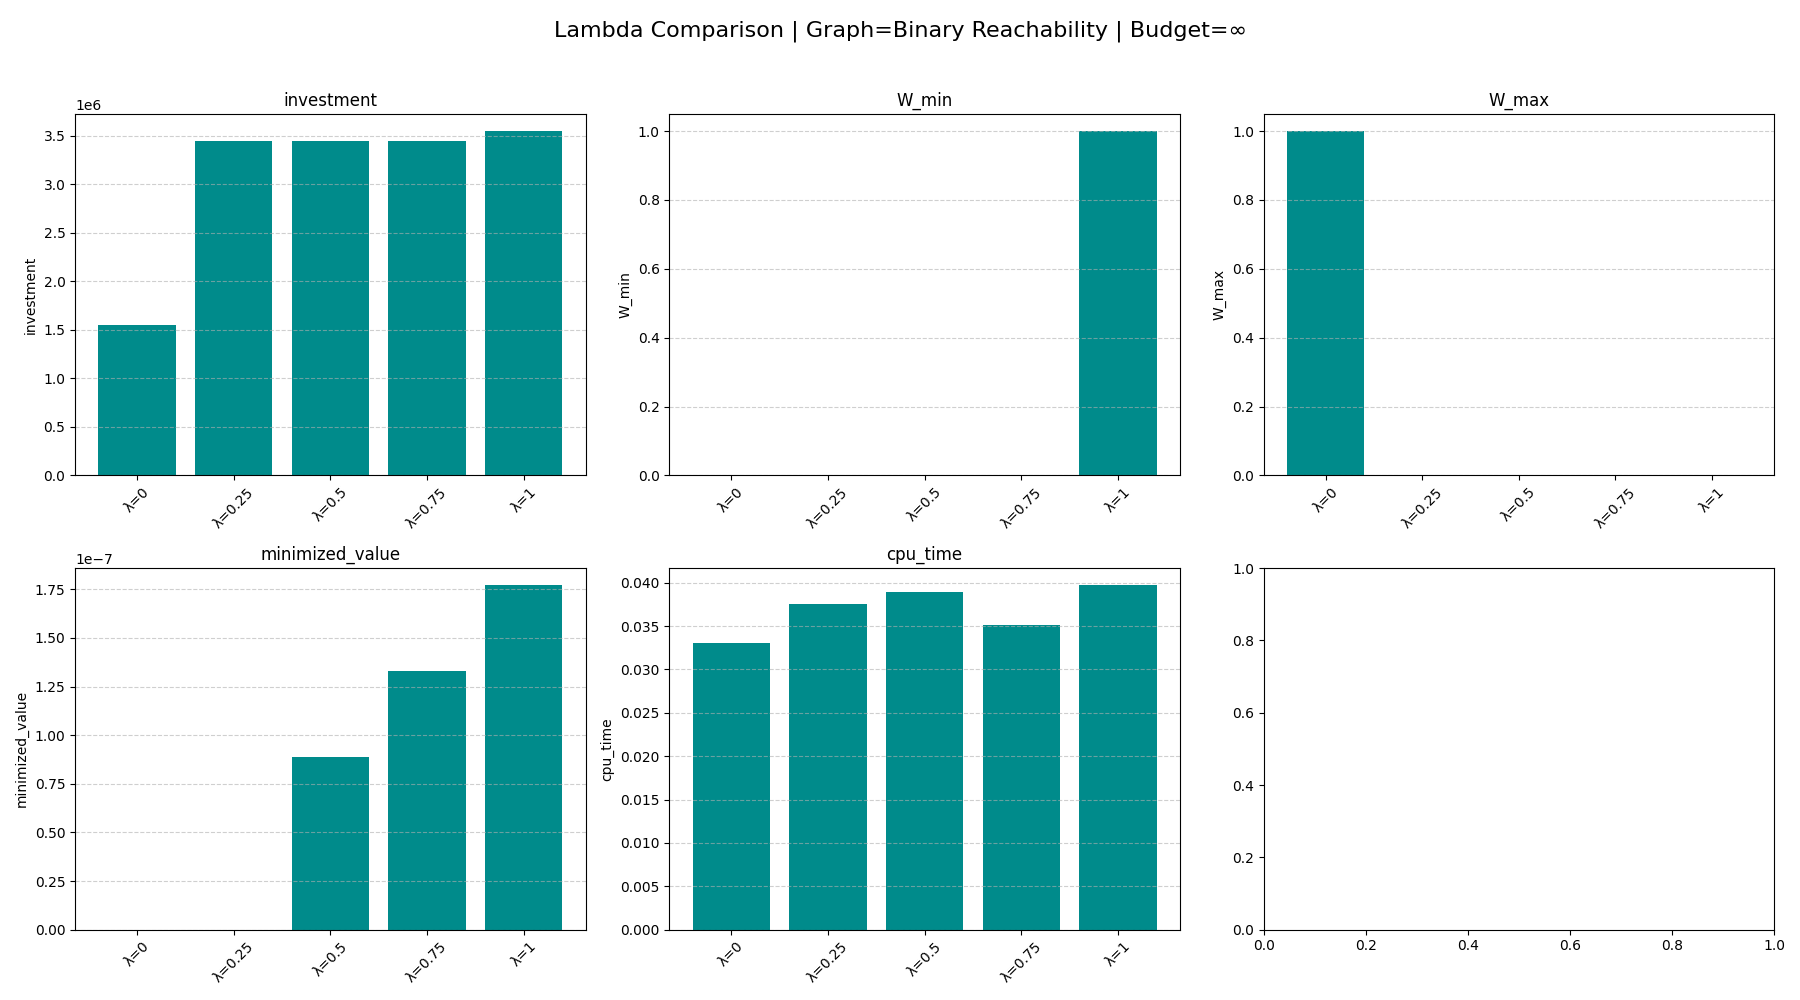 Lambda Comparison | Graph=Binary Reachability | Budget=∞
investment
1e6
3.5
3.0
2.5
2.0
1.5
1.0
0.5
0.0
investment
λ=0
λ=0.25
λ=0.5
λ=0.75
λ=1
W_min
1.0
0.8
0.6
0.4
0.2
0.0
W_min
λ=0
λ=0.25
λ=0.5
λ=0.75
λ=1
W_max
1.0
0.8
0.6
0.4
0.2
0.0
W_max
λ=0
λ=0.25
λ=0.5
λ=0.75
λ=1
minimized_value
1e−7
1.75
1.50
1.25
1.00
0.75
0.50
0.25
0.00
minimized_value
λ=0
λ=0.25
λ=0.5
λ=0.75
λ=1
cpu_time
0.040
0.035
0.030
0.025
0.020
0.015
0.010
0.005
0.000
cpu_time
λ=0
λ=0.25
λ=0.5
λ=0.75
λ=1
1.0
0.8
0.6
0.4
0.2
0.0
0.0
0.2
0.4
0.6
0.8
1.0